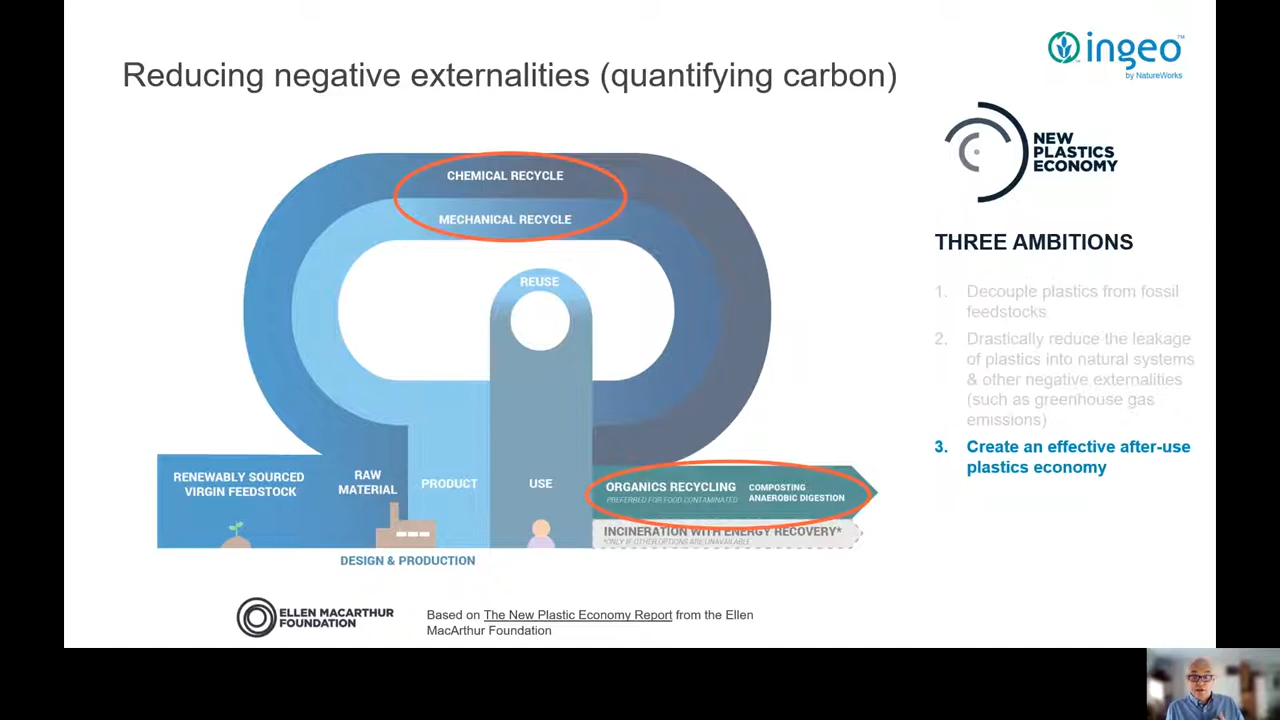 Reducing negative externalities (quantifying carbon)
ingeo™
by NatureWorks
NEW
PLASTICS
ECONOMY
THREE AMBITIONS
1. Decouple plastics from fossil
feedstocks
2. Drastically reduce the leakage
of plastics into natural systems
& other negative externalities
(such as greenhouse gas
emissions)
3. Create an effective after-use
plastics economy
CHEMICAL RECYCLE
MECHANICAL RECYCLE
REUSE
RENEWABLY SOURCED
VIRGIN FEEDSTOCK
RAW
MATERIAL
PRODUCT
USE
ORGANICS RECYCLING
PREFERRED FOR FOOD CONTAMINATED
COMPOSTING
ANAEROBIC DIGESTION
INCINERATION WITH ENERGY RECOVERY*
*ONLY IF OTHER OPTIONS ARE UNAVAILABLE
DESIGN & PRODUCTION
ELLEN MACARTHUR
FOUNDATION
Based on The New Plastic Economy Report from the Ellen
MacArthur Foundation